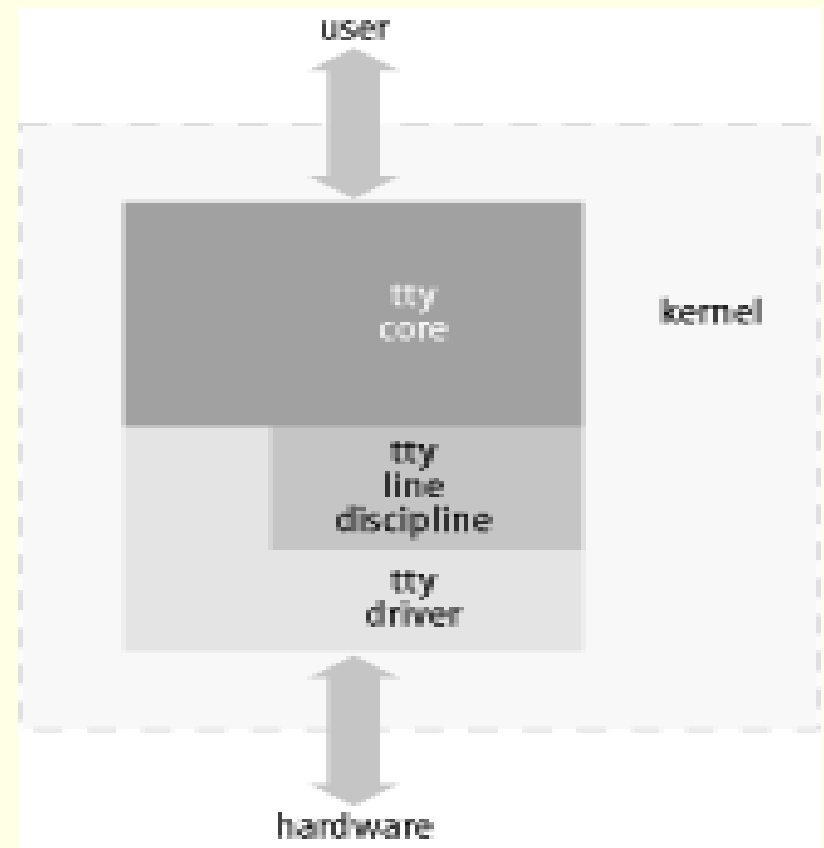 user
tty
core
kernel
tty
line
discipline
tty
driver
hardware